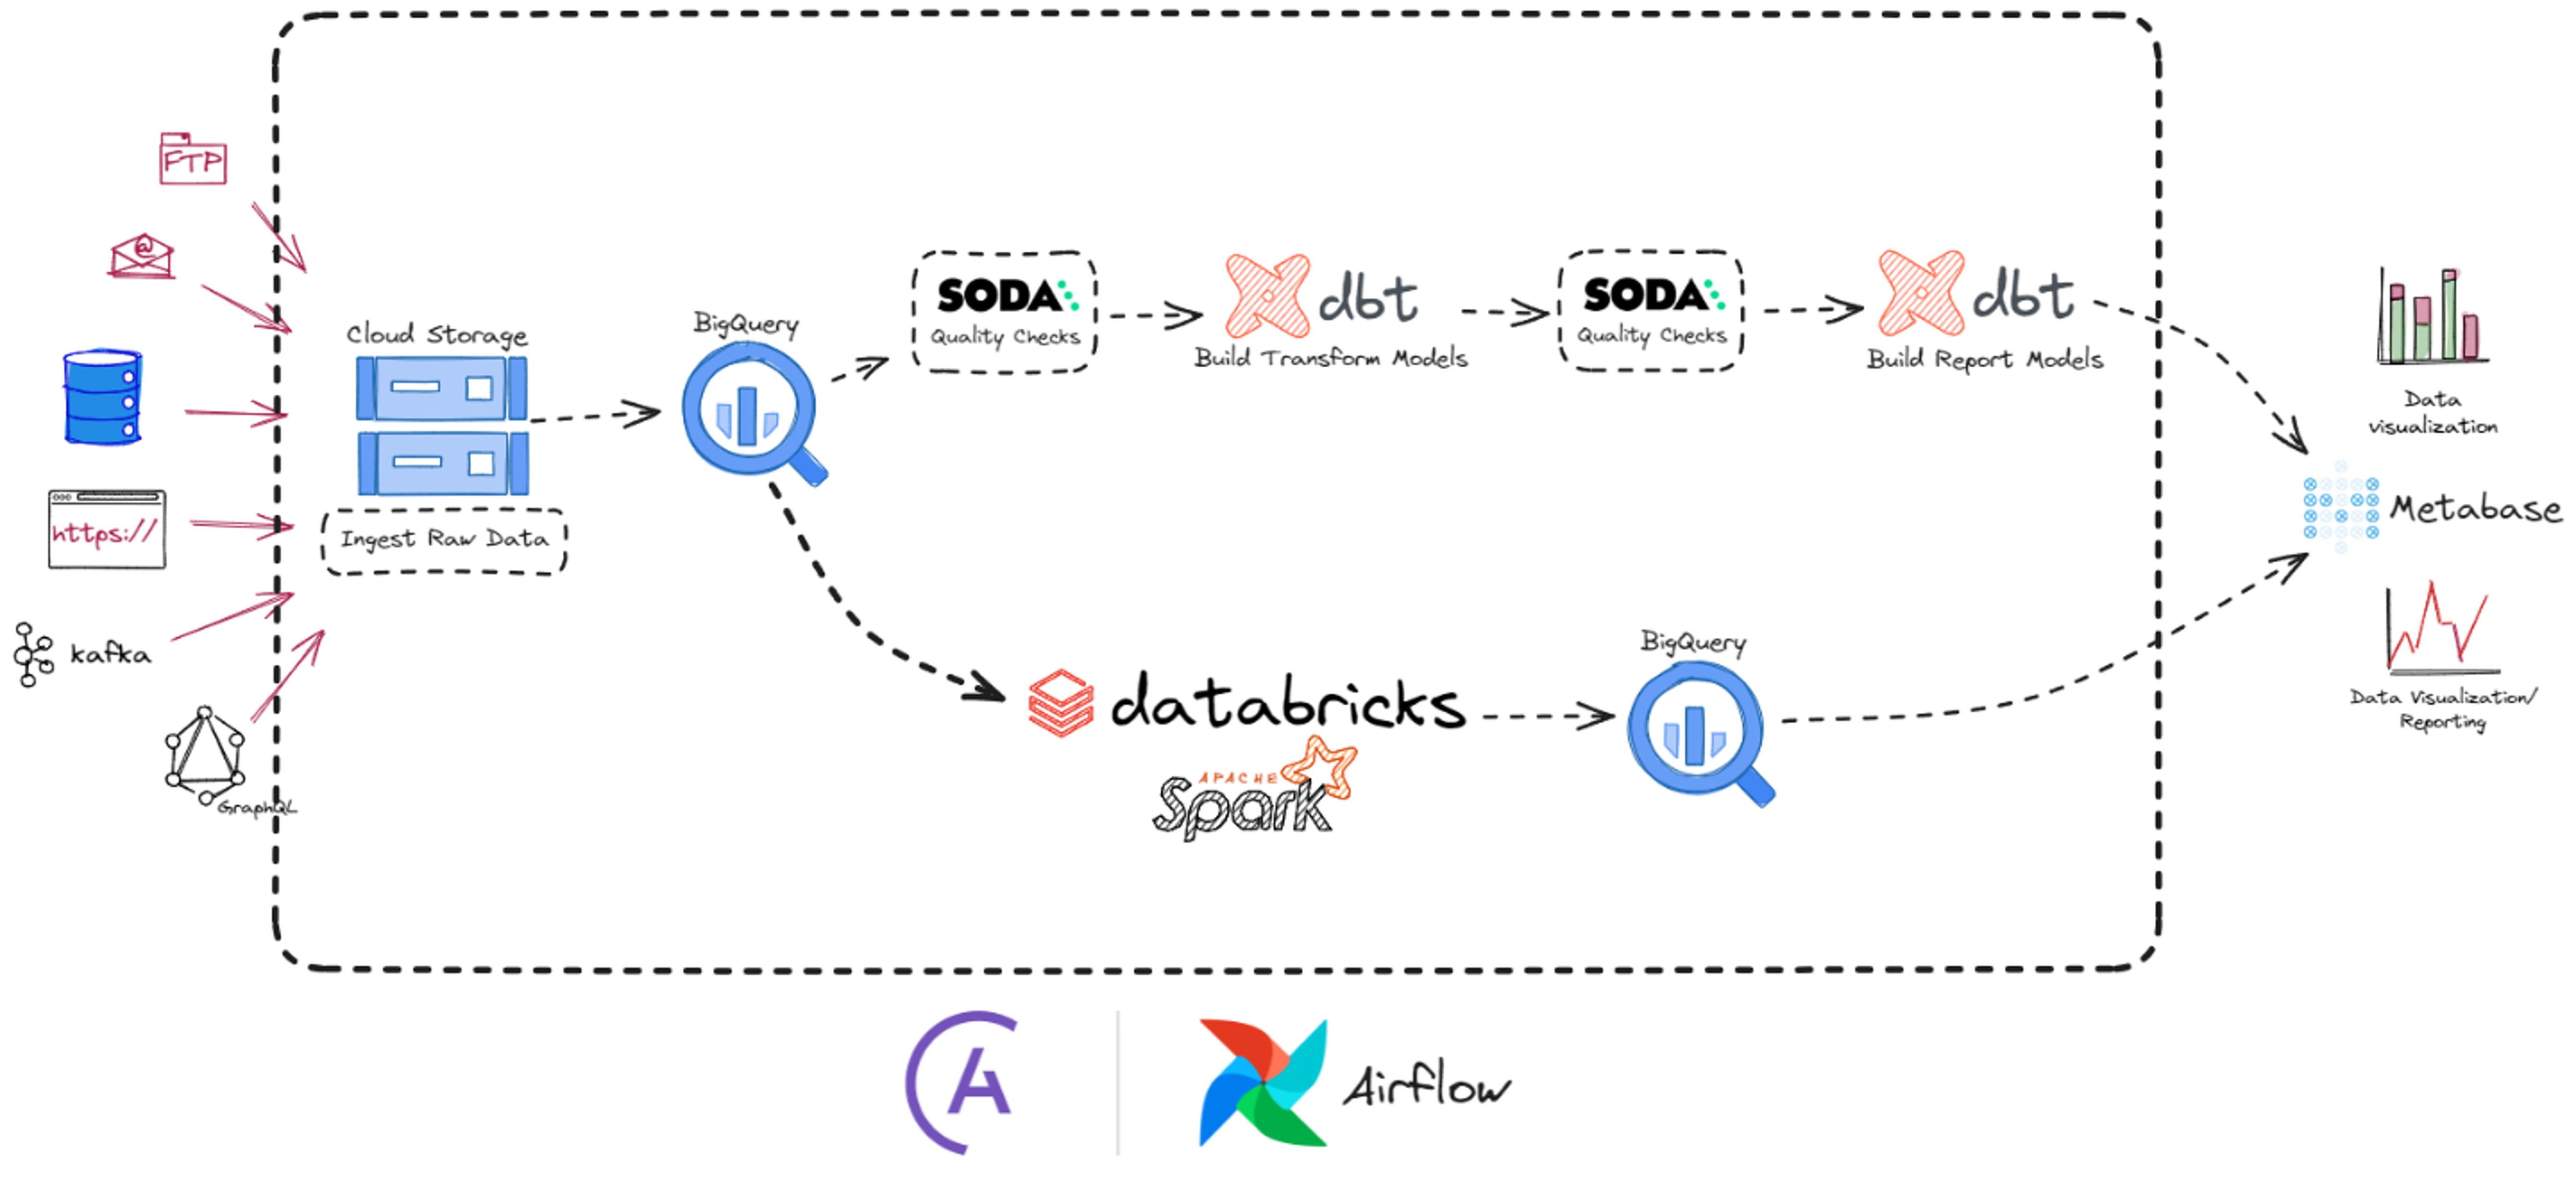 FTP
@
https://
kafka
GraphQL
Cloud Storage
Ingest Raw Data
BigQuery
SODA
Quality Checks
dbt
Build Transform Models
SODA
Quality Checks
dbt
Build Report Models
databricks
APACHE
Spark
BigQuery
Data
visualization
Metabase
Data Visualization/
Reporting
A
Airflow